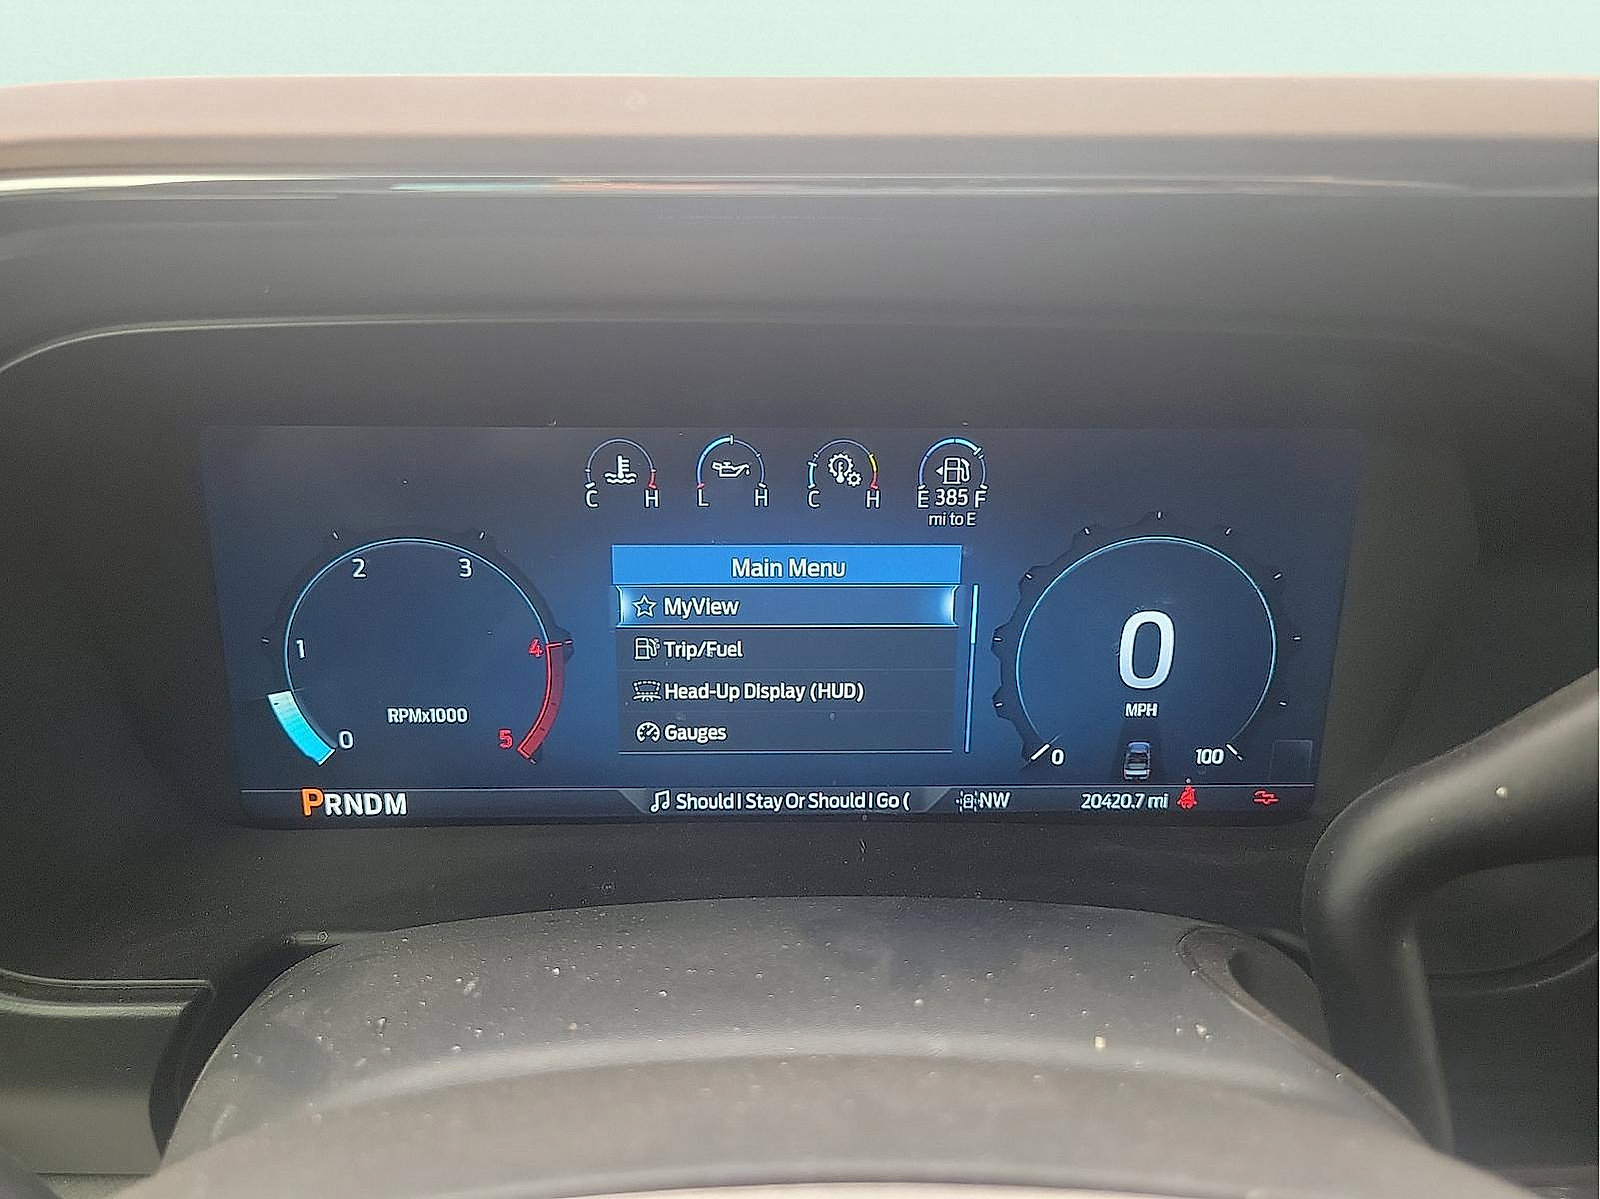 C H
L H
C H
E 385 F
mi to E
2 3
1 4
RPMx1000
0 5
Main Menu
MyView
Trip/Fuel
Head-Up Display (HUD)
Gauges
0
MPH
0 100
PRNDM
Should I Stay Or Should I Go (
NW
20420.7 mi